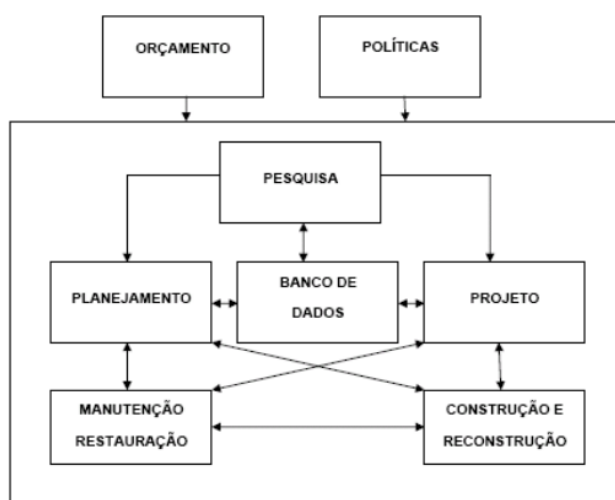 ORÇAMENTO
POLÍTICAS
PESQUISA
PLANEJAMENTO
BANCO DE
DADOS
PROJETO
MANUTENÇÃO
RESTAURAÇÃO
CONSTRUÇÃO E
RECONSTRUÇÃO